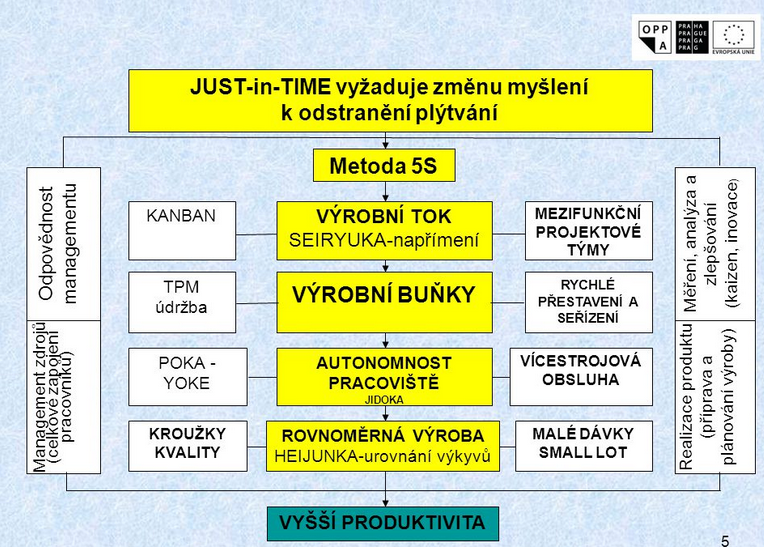 OPP
A
PRAHA
PRAGUE
PRAGA
PRAG
EVROPSKÁ UNIE
JUST-in-TIME vyžaduje změnu myšlení
k odstranění plýtvání
Metoda 5S
Odpovědnost
managementu
KANBAN
VÝROBNÍ TOK
SEIRYUKA-napřímení
MEZIFUNKČNÍ
PROJEKTOVÉ
TÝMY
Měření, analýza a
zlepšování
(kaizen, inovace)
TPM
údržba
VÝROBNÍ BUŇKY
RYCHLÉ
PŘESTAVENÍ A
SEŘÍZENÍ
Management zdrojů
(celkové zapojení
pracovníků)
POKA -
YOKE
AUTONOMNOST
PRACOVIŠTĚ
JIDOKA
VÍCESTROJOVÁ
OBSLUHA
Realizace produktu
(příprava a
plánování výroby)
KROUŽKY
KVALITY
ROVNOMĚRNÁ VÝROBA
HEIJUNKA-urovnání výkyvů
MALÉ DÁVKY
SMALL LOT
VYŠŠÍ PRODUKTIVITA
5